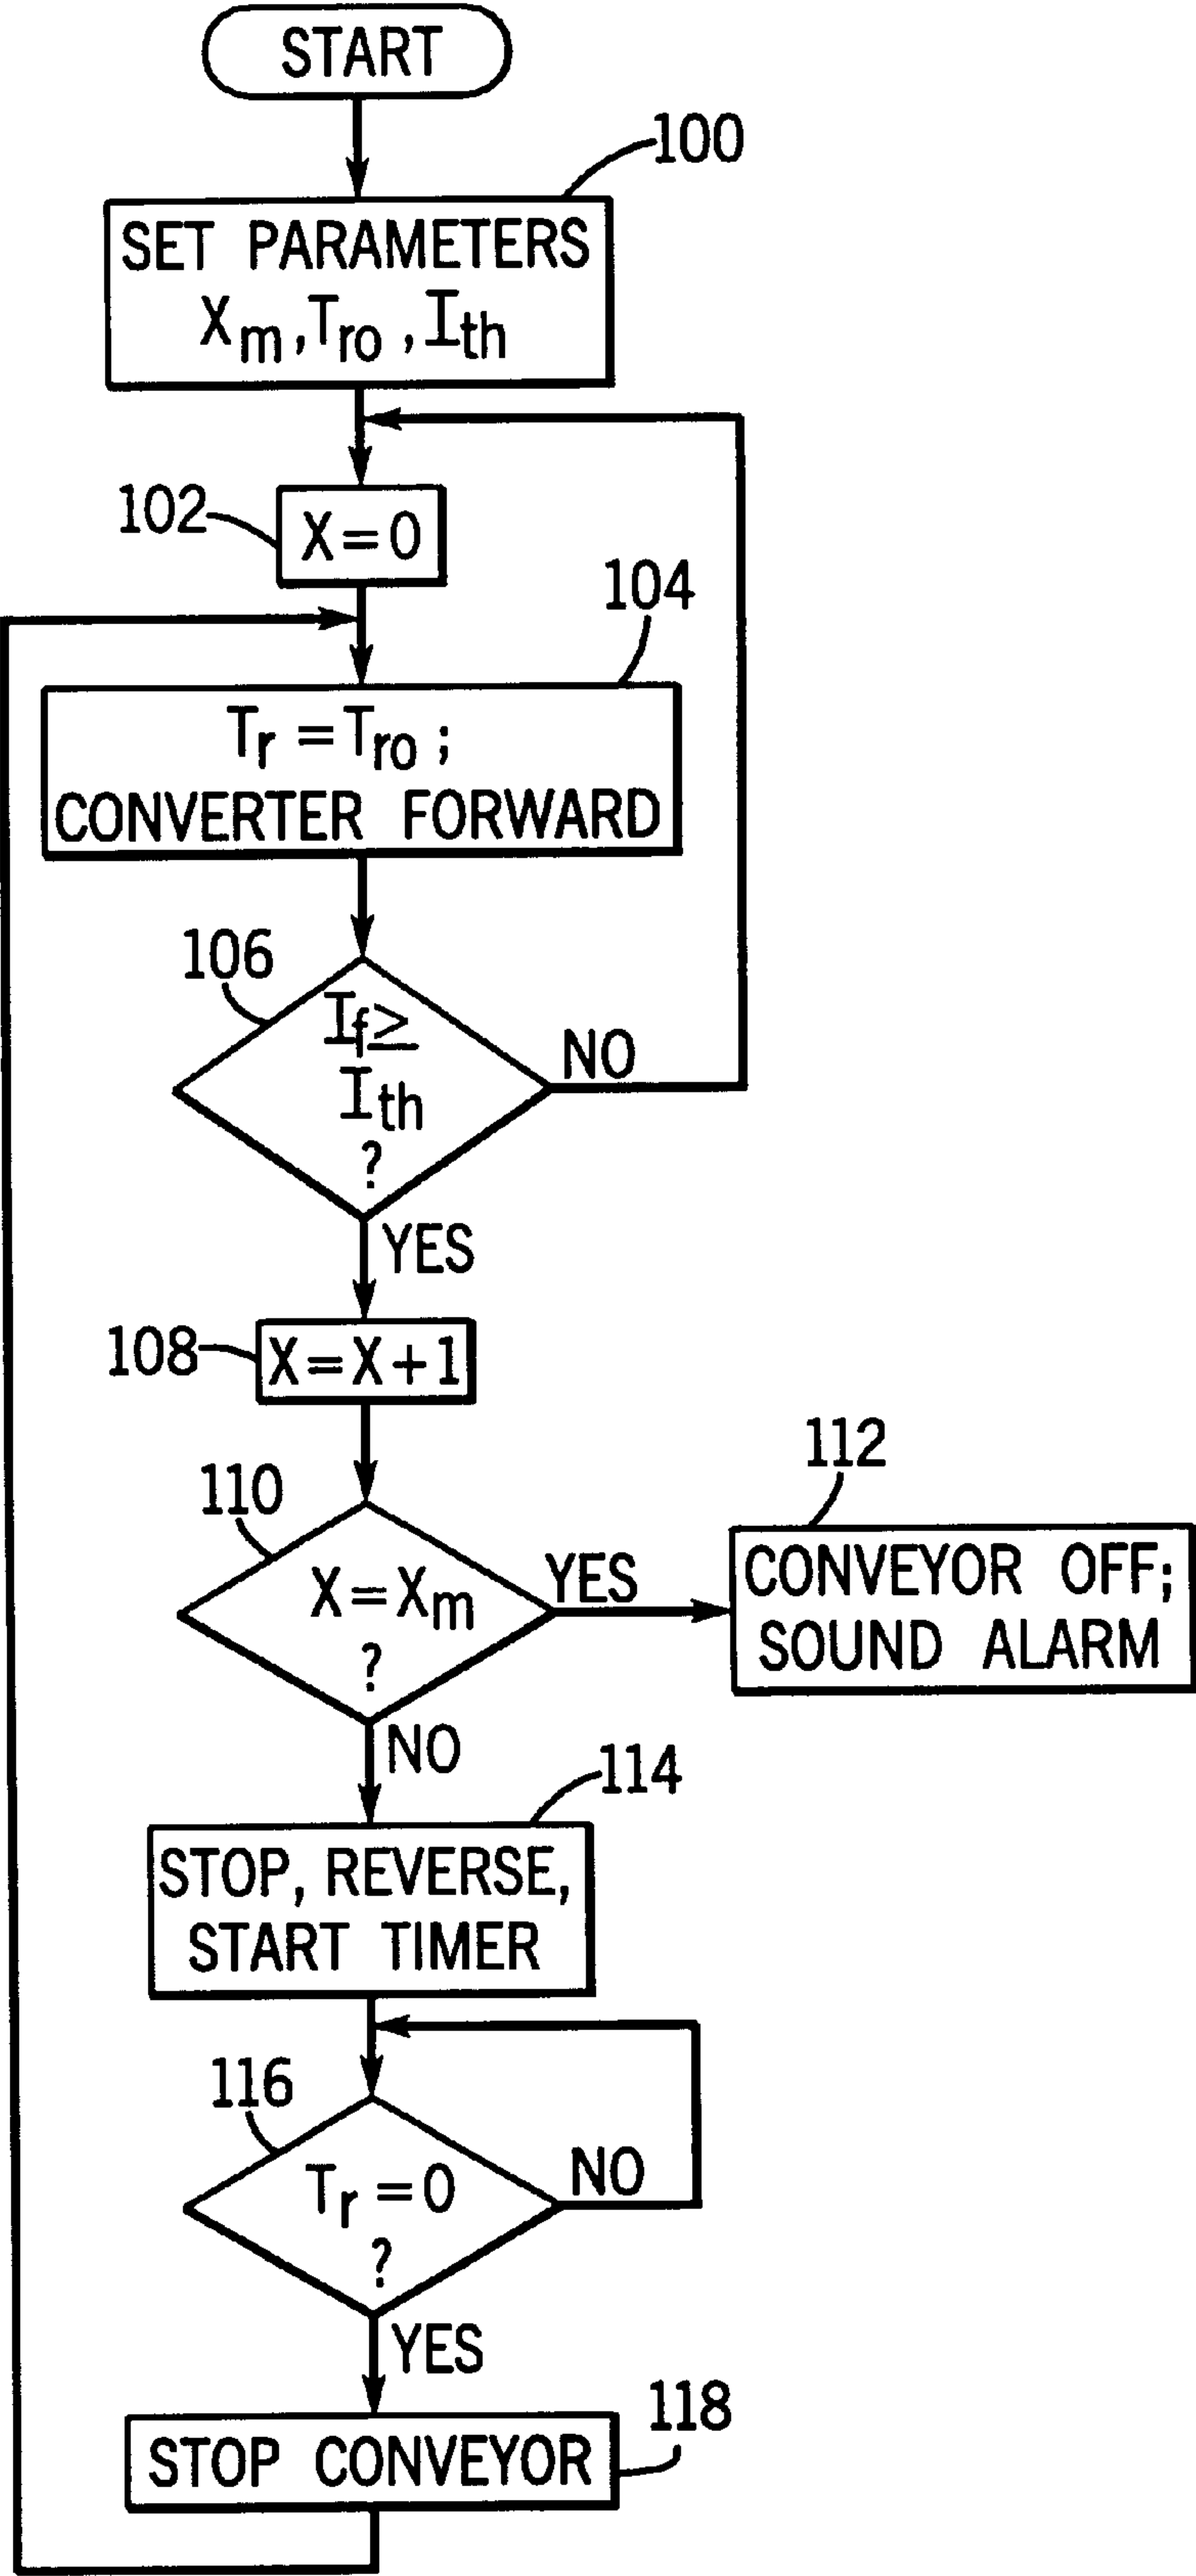 START
100
SET PARAMETERS
Xm, Tro, Ith
102
X=0
104
Tr = Tro ;
CONVERTER FORWARD
106
If ≥
Ith
?
NO
YES
108
X=X+1
110
X=Xm
?
YES
112
CONVEYOR OFF;
SOUND ALARM
NO
114
STOP, REVERSE,
START TIMER
116
Tr =0
?
NO
YES
118
STOP CONVEYOR